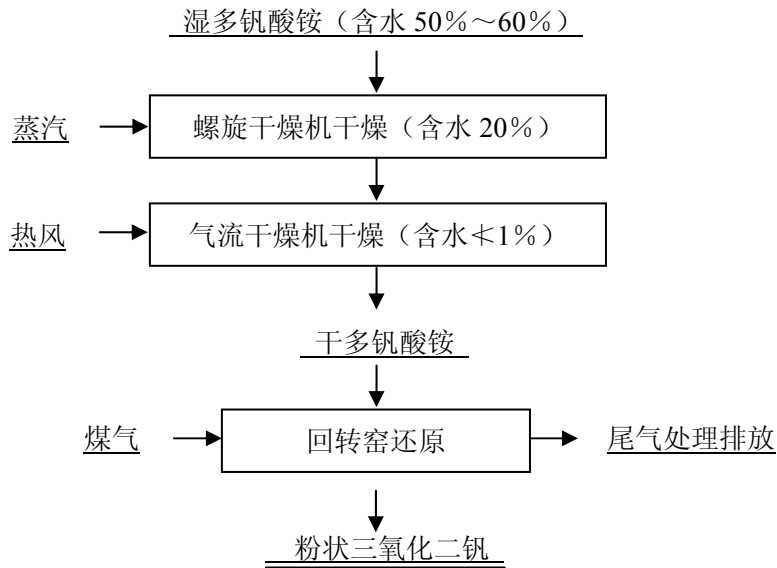 湿多钒酸铵（含水 50％～60％）
蒸汽
螺旋干燥机干燥（含水 20％）
热风
气流干燥机干燥（含水≮1％）
干多钒酸铵
煤气
回转窑还原
尾气处理排放
粉状三氧化二钒